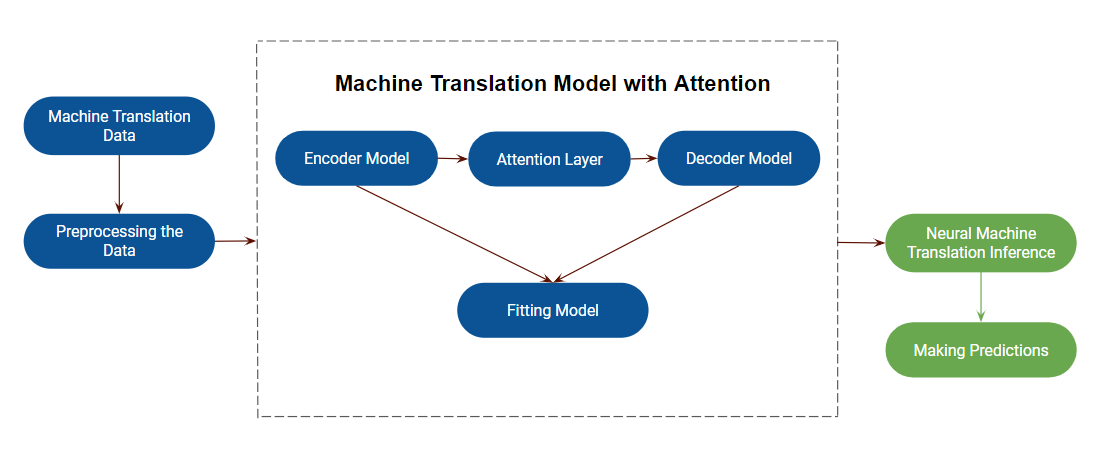 Machine Translation Model with Attention
Machine Translation
Data
Encoder Model
Attention Layer
Decoder Model
Preprocessing the
Data
Neural Machine
Translation Inference
Fitting Model
Making Predictions